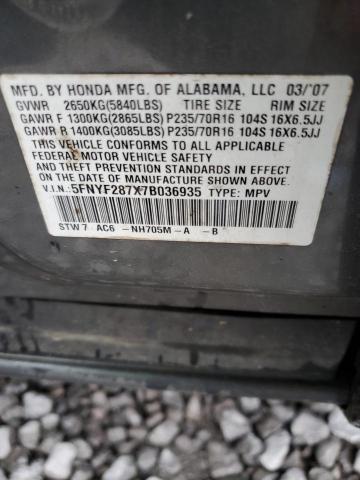 MFD. BY HONDA MFG. OF ALABAMA, LLC 03/07
GVWR 2650KG(5840LBS) TIRE SIZE RIM SIZE
GAWR F 1300KG(2865LBS) P235/70R16 104S 16X6.5JJ
GAWR R 1400KG(3085LBS) P235/70R16 104S 16X6.5JJ
THIS VEHICLE CONFORMS TO ALL APPLICABLE
FEDERAL MOTOR VEHICLE SAFETY STANDARDS IN EFFECT
ON THE DATE OF MANUFACTURE SHOWN ABOVE.
V.I.N.: 5FNYF287X7B036935 TYPE: MPV
STW7 AC6 -NH705M -A -B